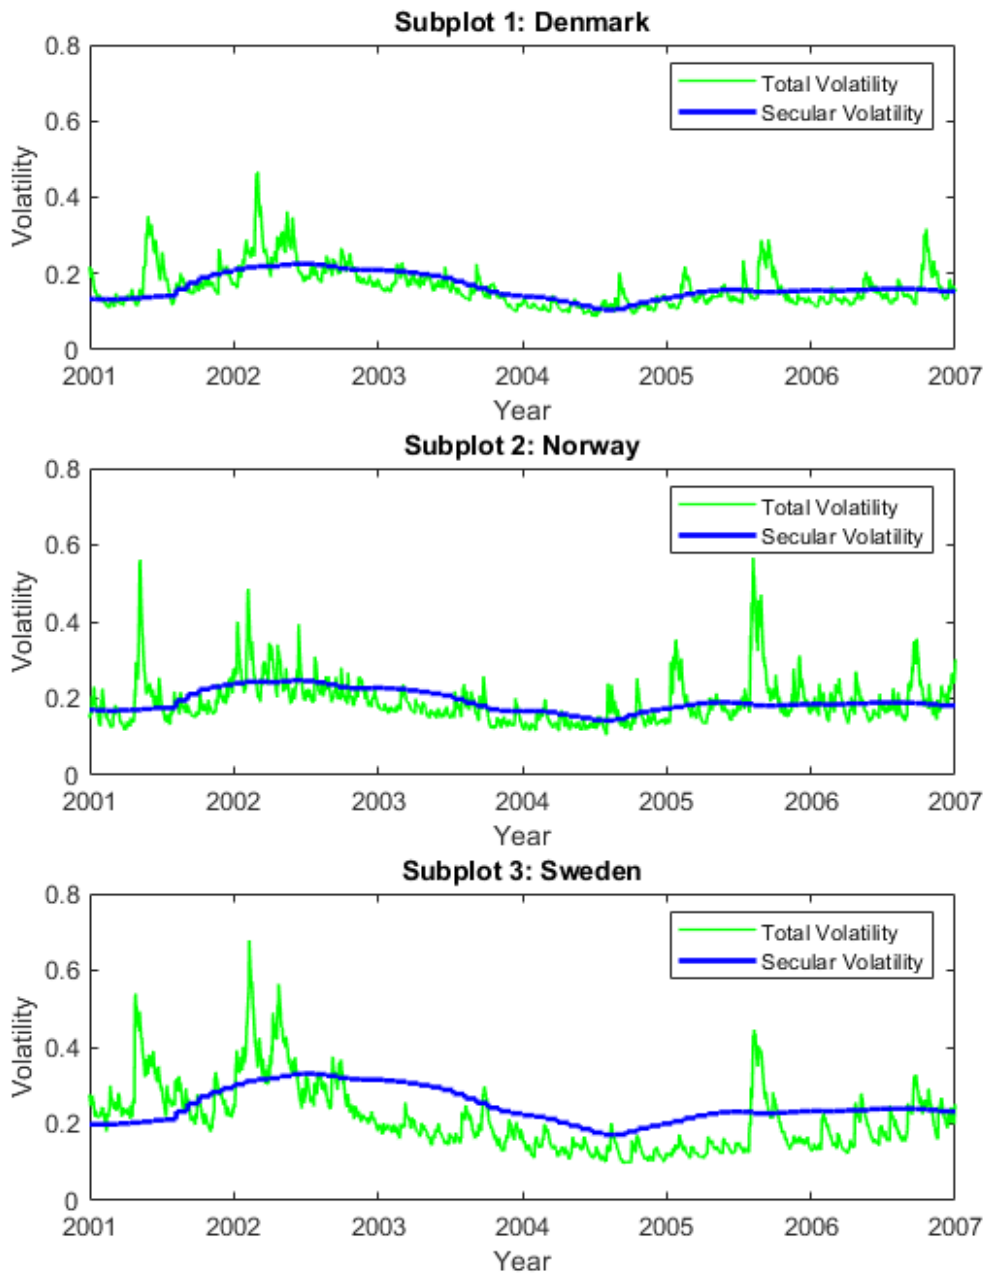 Subplot 1: Denmark
0.8
Total Volatility
Secular Volatility
0.6
Volatility
0.4
0.2
0
2001 2002 2003 2004 2005 2006 2007
Year
Subplot 2: Norway
0.8
Total Volatility
Secular Volatility
0.6
Volatility
0.4
0.2
0
2001 2002 2003 2004 2005 2006 2007
Year
Subplot 3: Sweden
0.8
Total Volatility
Secular Volatility
0.6
Volatility
0.4
0.2
0
2001 2002 2003 2004 2005 2006 2007
Year